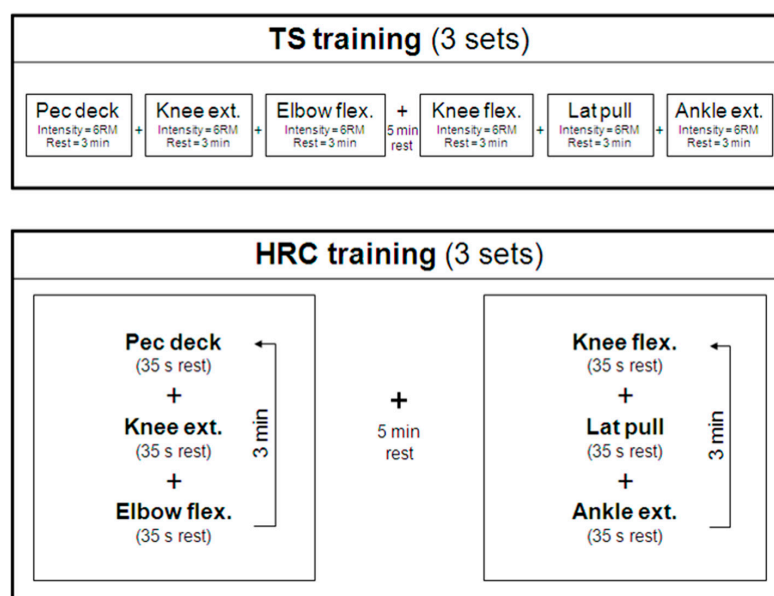 TS training (3 sets)
Pec deck
Intensity = 6RM
Rest = 3 min
+
Knee ext.
Intensity = 6RM
Rest = 3 min
+
Elbow flex.
Intensity = 6RM
Rest = 3 min
+
5 min
rest
Knee flex.
Intensity = 6RM
Rest = 3 min
+
Lat pull
Intensity = 6RM
Rest = 3 min
+
Ankle ext.
Intensity = 6RM
Rest = 3 min
HRC training (3 sets)
Pec deck
(35 s rest)
+
Knee ext.
(35 s rest)
+
Elbow flex.
(35 s rest)
3 min
+
5 min
rest
Knee flex.
(35 s rest)
+
Lat pull
(35 s rest)
+
Ankle ext.
(35 s rest)
3 min